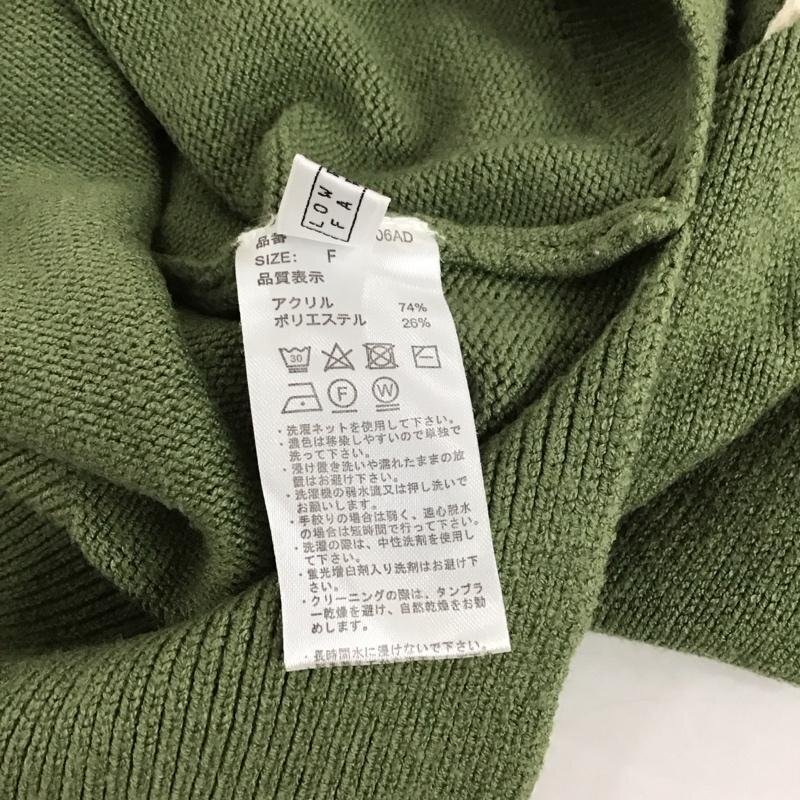 LOW
FA
品番 06AD
SIZE: F
品質表示
アクリル 74%
ポリエステル 26%
30
F W
・洗濯ネットを使用して下さい。
・濃色は移染しやすいので単独で
洗って下さい。
・浸け置き洗いや濡れたままの放
置はお避け下さい。
・洗濯機の弱水流又は押し洗いで
お願いします。
・手絞りの場合は弱く、遠心脱水
の場合は短時間で行って下さい。
・洗濯の際は、中性洗剤を使用し
て下さい。
・蛍光増白剤入り洗剤はお避け下
さい。
・クリーニングの際は、タンブラ
ー乾燥を避け、自然乾燥をお勧
めします。
・長時間水に浸けないで下さい。